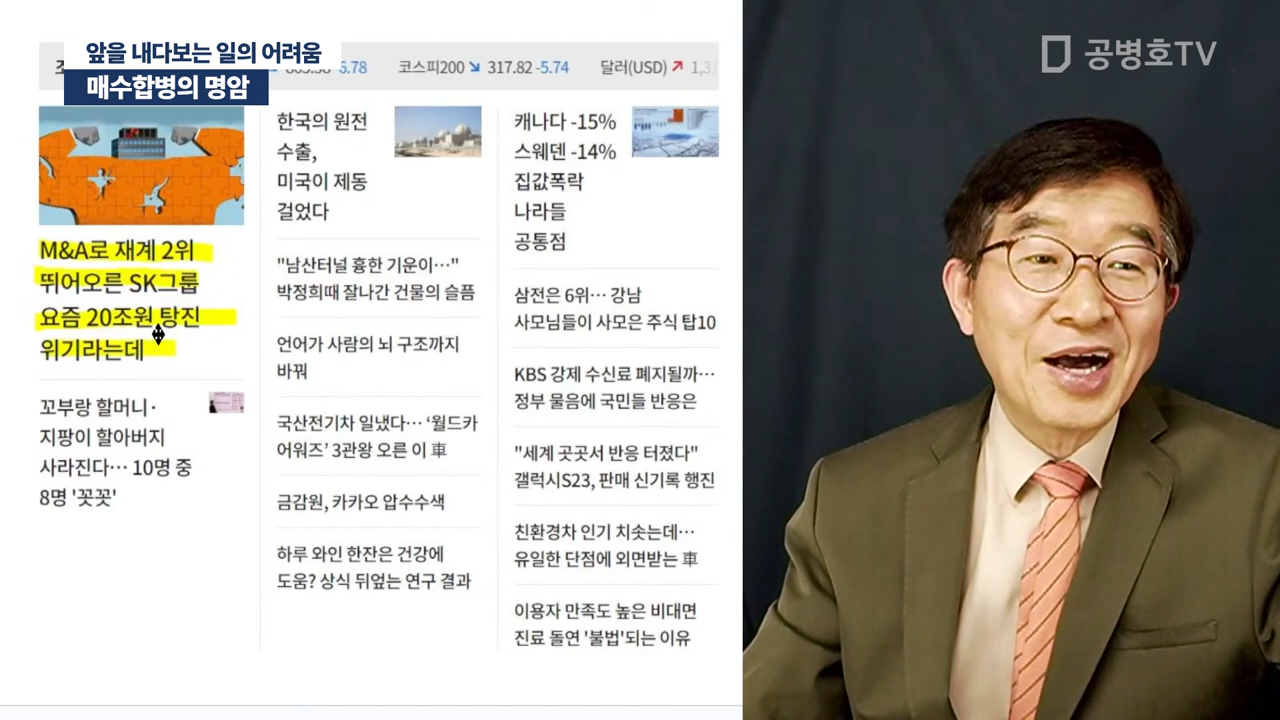 앞을 내다보는 일의 어려움
매수합병의 명암
6.78
코스피200 317.82 -5.74
달러(USD)
공병호TV
M&A로 재계 2위
뛰어오른 SK그룹
요즘 20조원 탕진
위기라는데
꼬부랑 할머니·
지팡이 할아버지
사라진다… 10명 중
8명 '꼿꼿'
한국의 원전
수출,
미국이 제동
걸었다
"남산터널 흉한 기운이…"
박정희때 잘나간 건물의 슬픔
언어가 사람의 뇌 구조까지
바꿔
국산전기차 일냈다… ‘월드카
어워즈’ 3관왕 오른 이 車
금감원, 카카오 압수수색
하루 와인 한잔은 건강에
도움? 상식 뒤엎는 연구 결과
캐나다 -15%
스웨덴 -14%
집값폭락
나라들
공통점
삼전은 6위… 강남
사모님들이 사모은 주식 탑10
KBS 강제 수신료 폐지될까…
정부 물음에 국민들 반응은
"세계 곳곳서 반응 터졌다"
갤럭시S23, 판매 신기록 행진
친환경차 인기 치솟는데…
유일한 단점에 외면받는 車
이용자 만족도 높은 비대면
진료 돌연 '불법'되는 이유